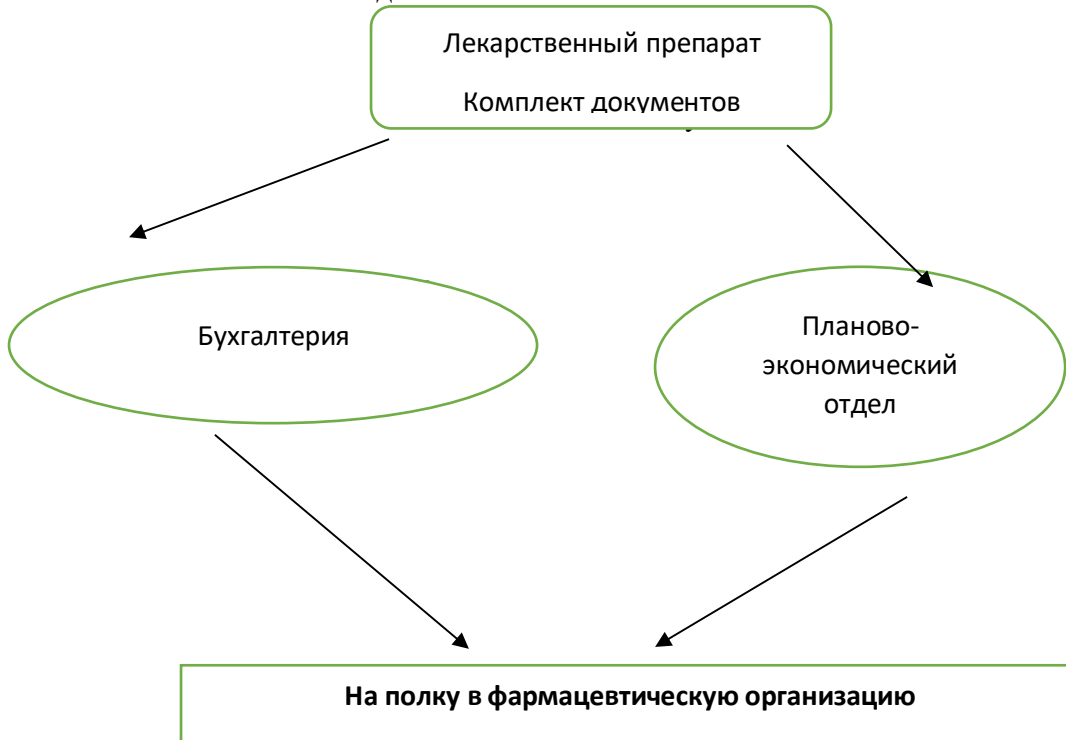 Лекарственный препарат
Комплект документов
Бухгалтерия
Планово-
экономический
отдел
На полку в фармацевтическую организацию